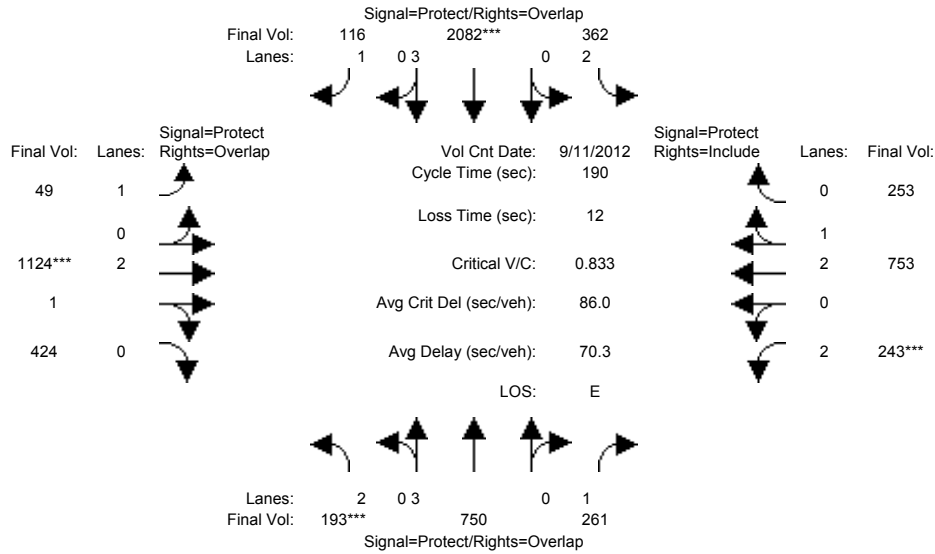 Signal=Protect/Rights=Overlap
Final Vol: 116 2082*** 362
Lanes: 1 0 3 0 2
Signal=Protect
Final Vol: Lanes: Rights=Overlap
Vol Cnt Date: 9/11/2012
Signal=Protect
Rights=Include Lanes: Final Vol:
Cycle Time (sec): 190
49 1
0 253
Loss Time (sec): 12
0
1
1124*** 2
Critical V/C: 0.833
2 753
1
Avg Crit Del (sec/veh): 86.0
0
424 0
Avg Delay (sec/veh): 70.3
2 243***
LOS: E
Lanes: 2 0 3 0 1
Final Vol: 193*** 750 261
Signal=Protect/Rights=Overlap